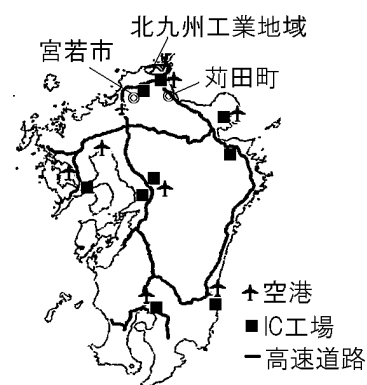 北九州工業地域
宮若市
苅田町
空港
IC工場
高速道路